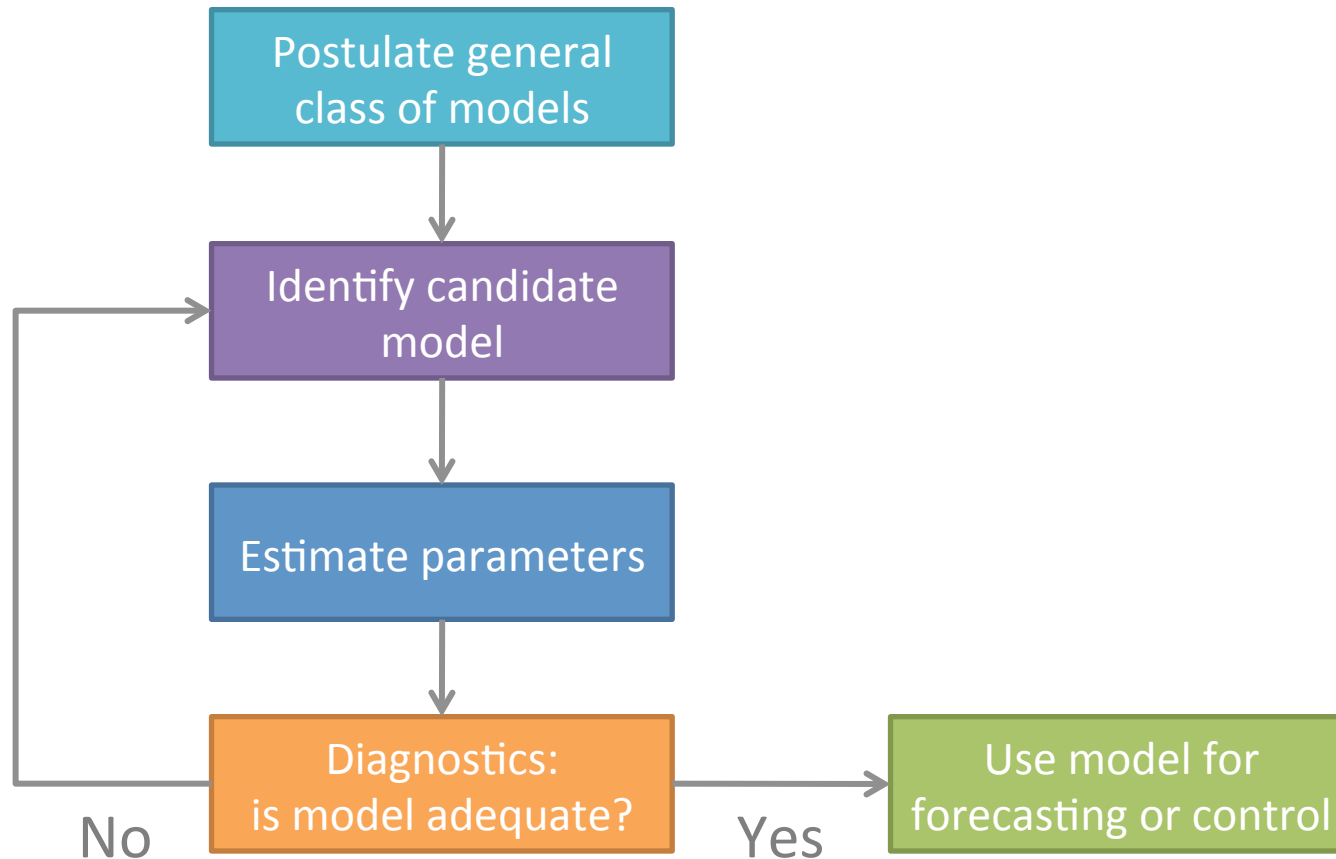 Postulate general
class of models
Identify candidate
model
Estimate parameters
Diagnostics:
is model adequate?
Use model for
forecasting or control
No
Yes